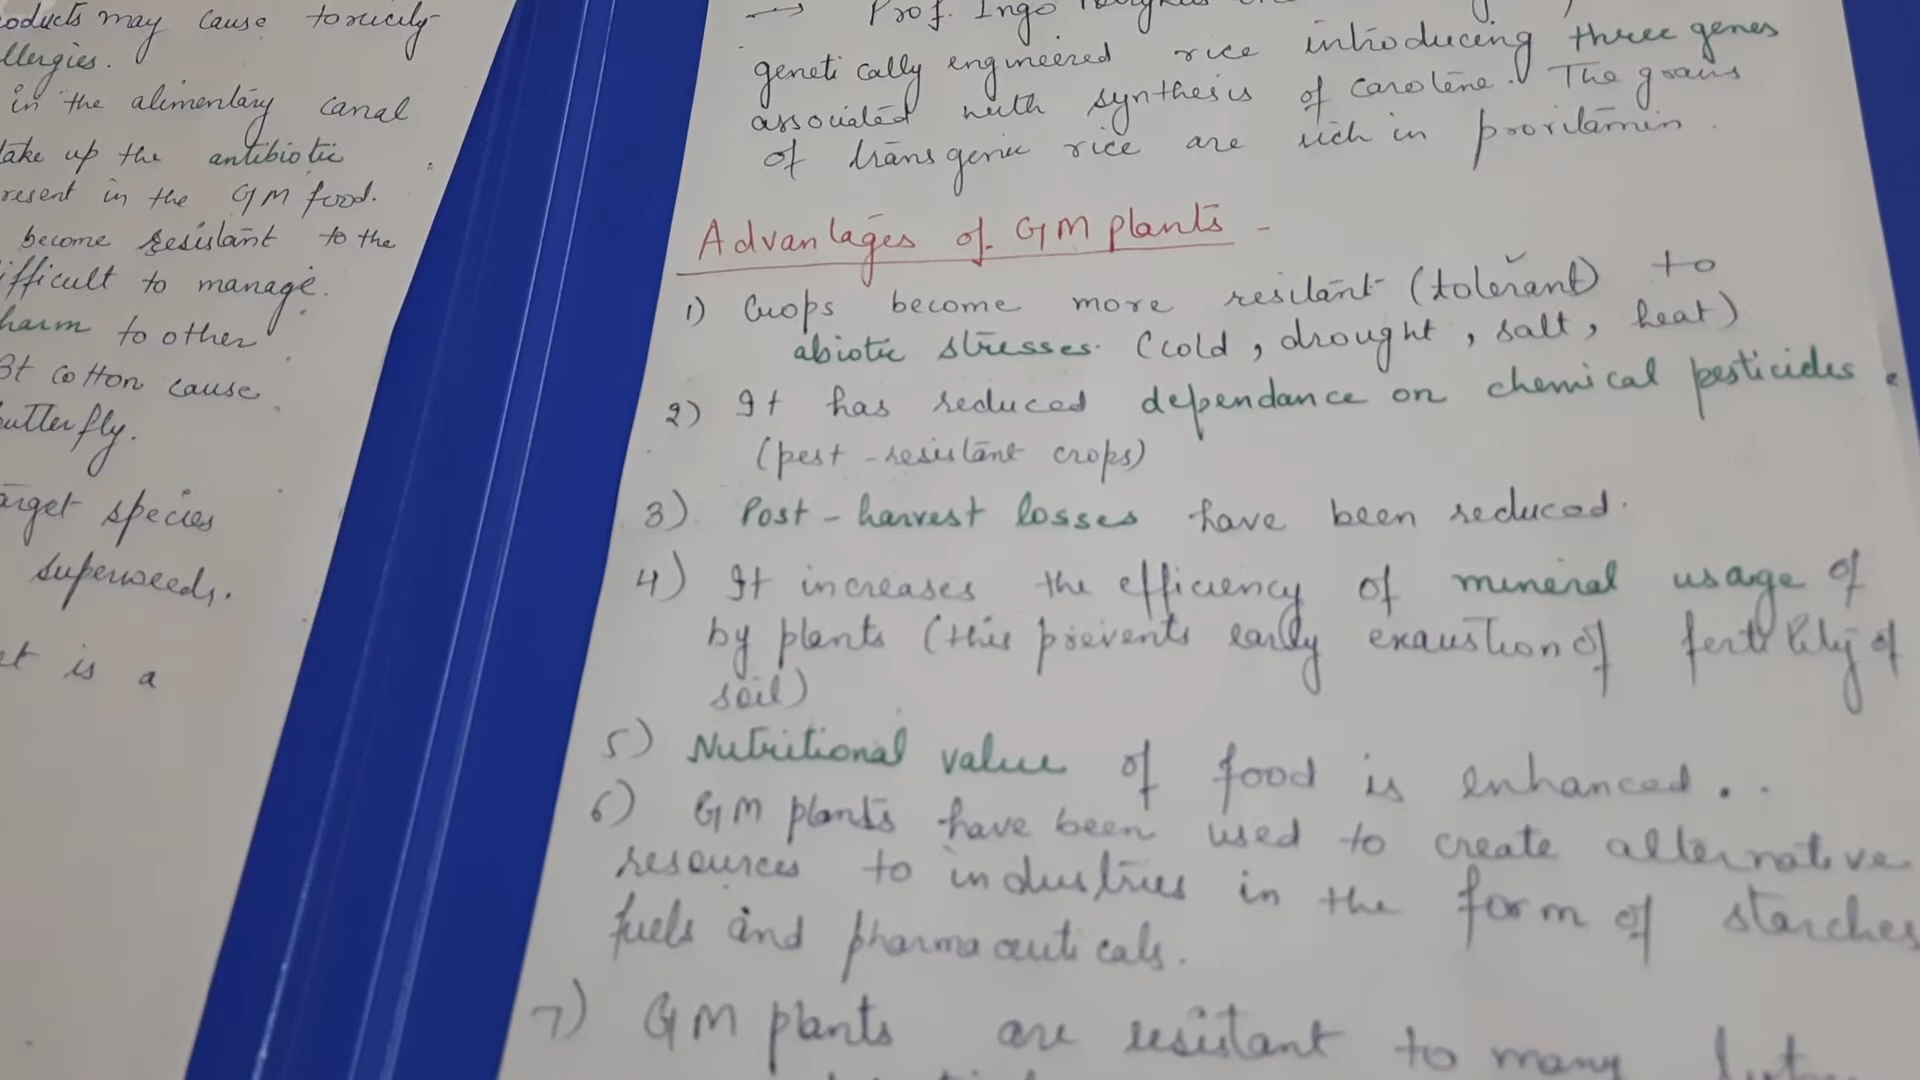 oducts may cause toxicity
llergies.
in the alimentary canal
take up the antibiotic
resent in the GM food.
become resistant to the
ifficult to manage.
harm to other
Bt cotton cause
utterfly.
arget species
superweeds.
et is a
→ Prof. Ingo
genetically engineered rice introducing three genes
associated with synthesis of carotene. The grains
of transgenic rice are rich in provitamin.
Advantages of GM plants -
1) Crops become more resitant (tolerant) to
abiotic stresses. (cold, drought, salt, heat)
2) It has reduced dependance on chemical pesticides.
(pest-resistant crops)
3). Post-harvest losses have been reduced.
4) It increases the efficiency of mineral usage of
by plants (this prevents early exaustion of fertility of
soil)
5) Nutritional value of food is enhanced..
6) GM plants have been used to create alternative
resources to industries in the form of starches
fuels and pharmaceuticals.
7) GM plants are resistant to many